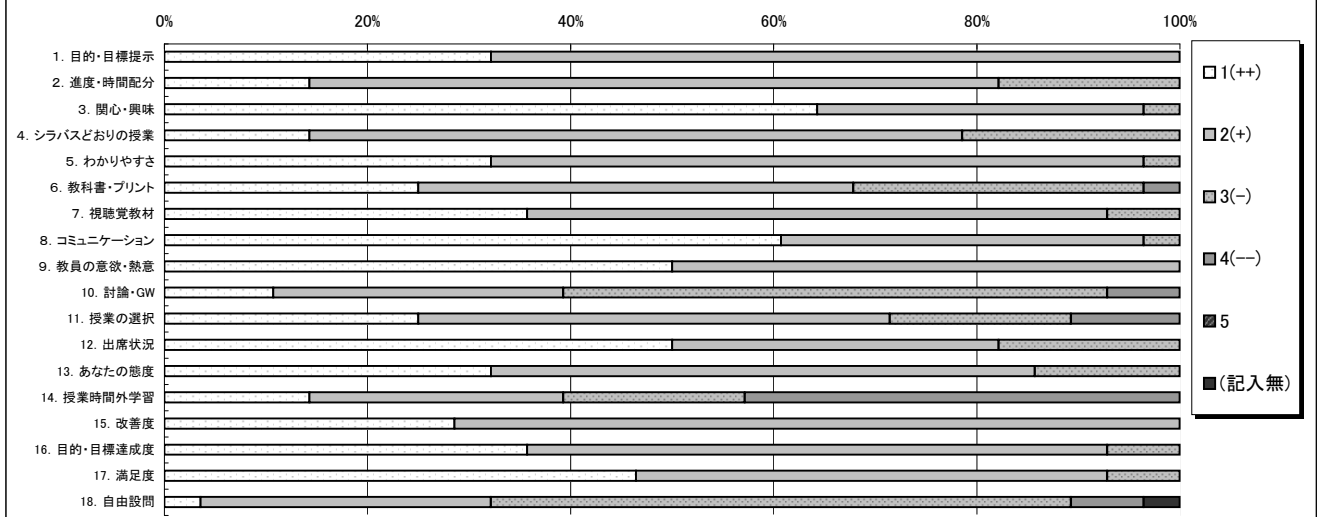 0% 20% 40% 60% 80% 100%
1. 目的・目標提示
2. 進度・時間配分
3. 関心・興味
4. シラバスどおりの授業
5. わかりやすさ
6. 教科書・プリント
7. 視聴覚教材
8. コミュニケーション
9. 教員の意欲・熱意
10. 討論・GW
11. 授業の選択
12. 出席状況
13. あなたの態度
14. 授業時間外学習
15. 改善度
16. 目的・目標達成度
17. 満足度
18. 自由設問
1(++)
2(+)
3(-)
4(--)
5
(記入無)